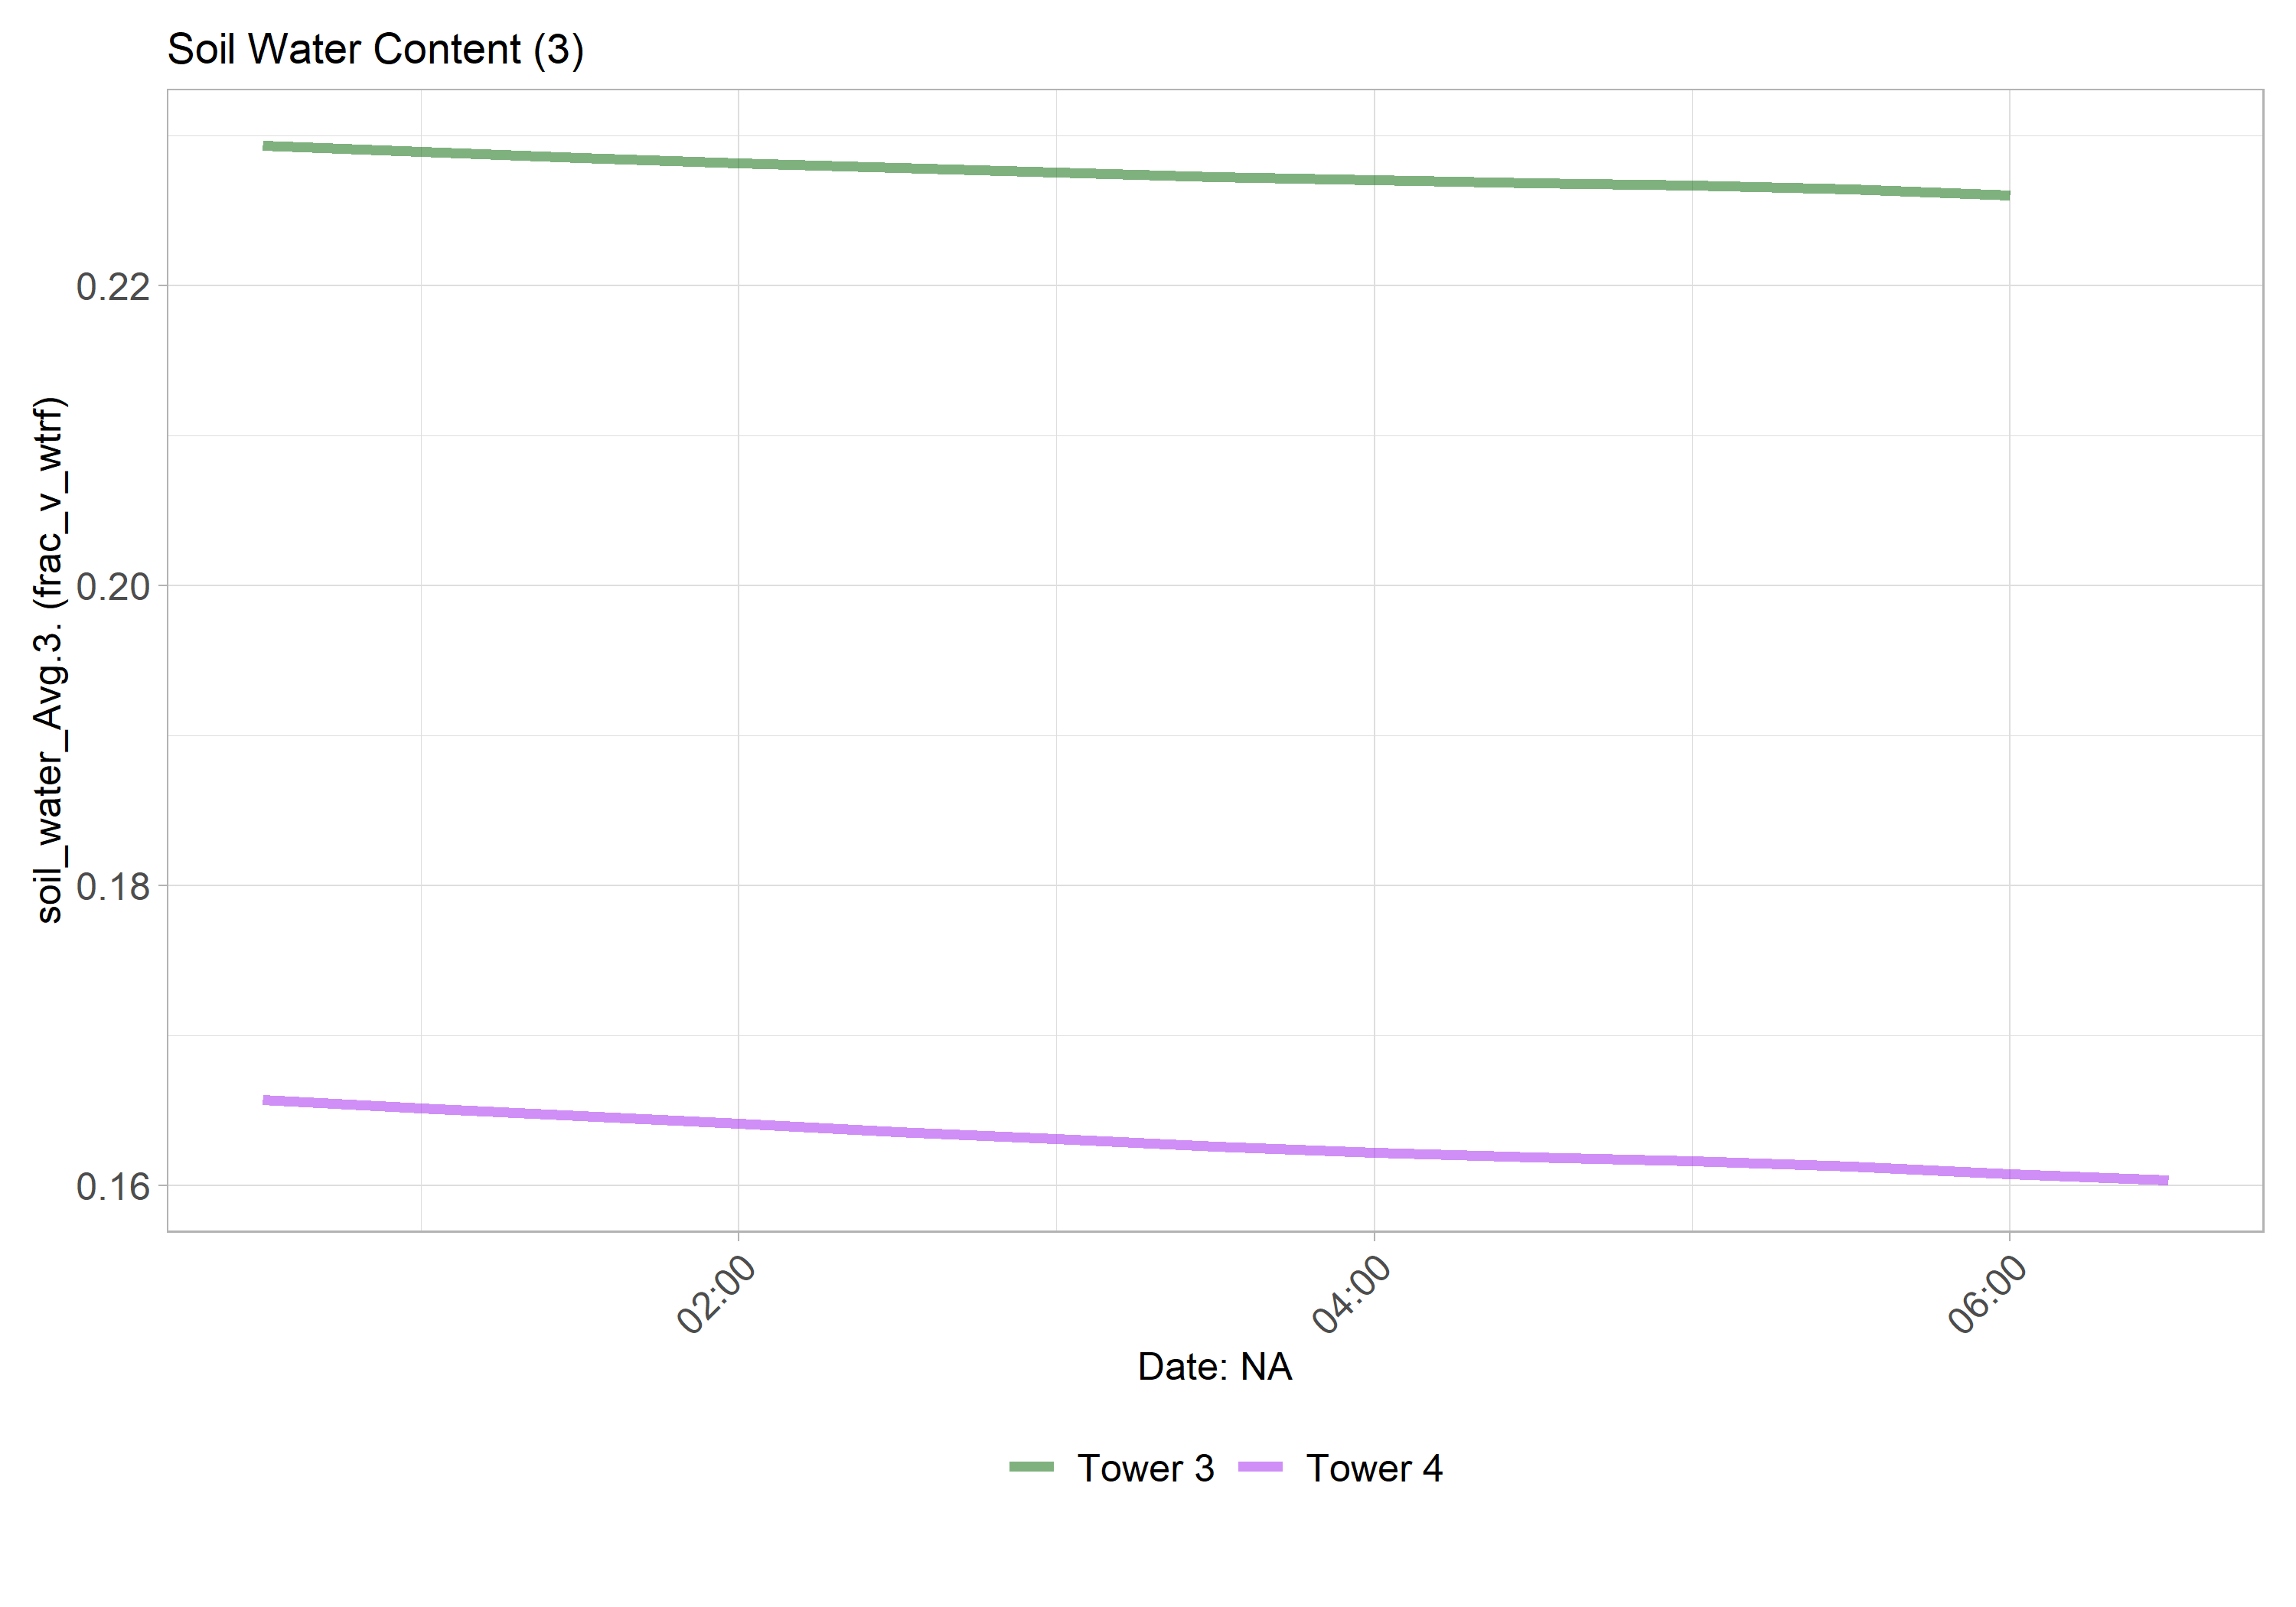 Soil Water Content (3)
soil_water_Avg.3. (frac_v_wtrf)
0.22
0.20
0.18
0.16
02:00
04:00
06:00
Date: NA
Tower 3
Tower 4